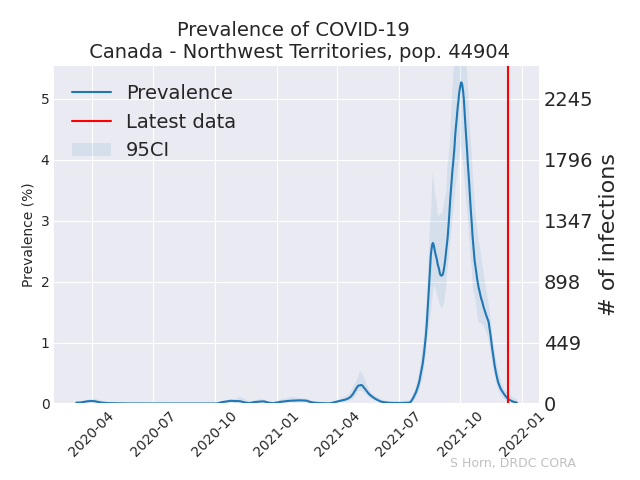 Prevalence of COVID-19
Canada - Northwest Territories, pop. 44904
Prevalence
Latest data
95CI
Prevalence (%)
5
4
3
2
1
0
2245
1796
1347
898
449
0
# of infections
2020-04
2020-07
2020-10
2021-01
2021-04
2021-07
2021-10
2022-01
S Horn, DRDC CORA